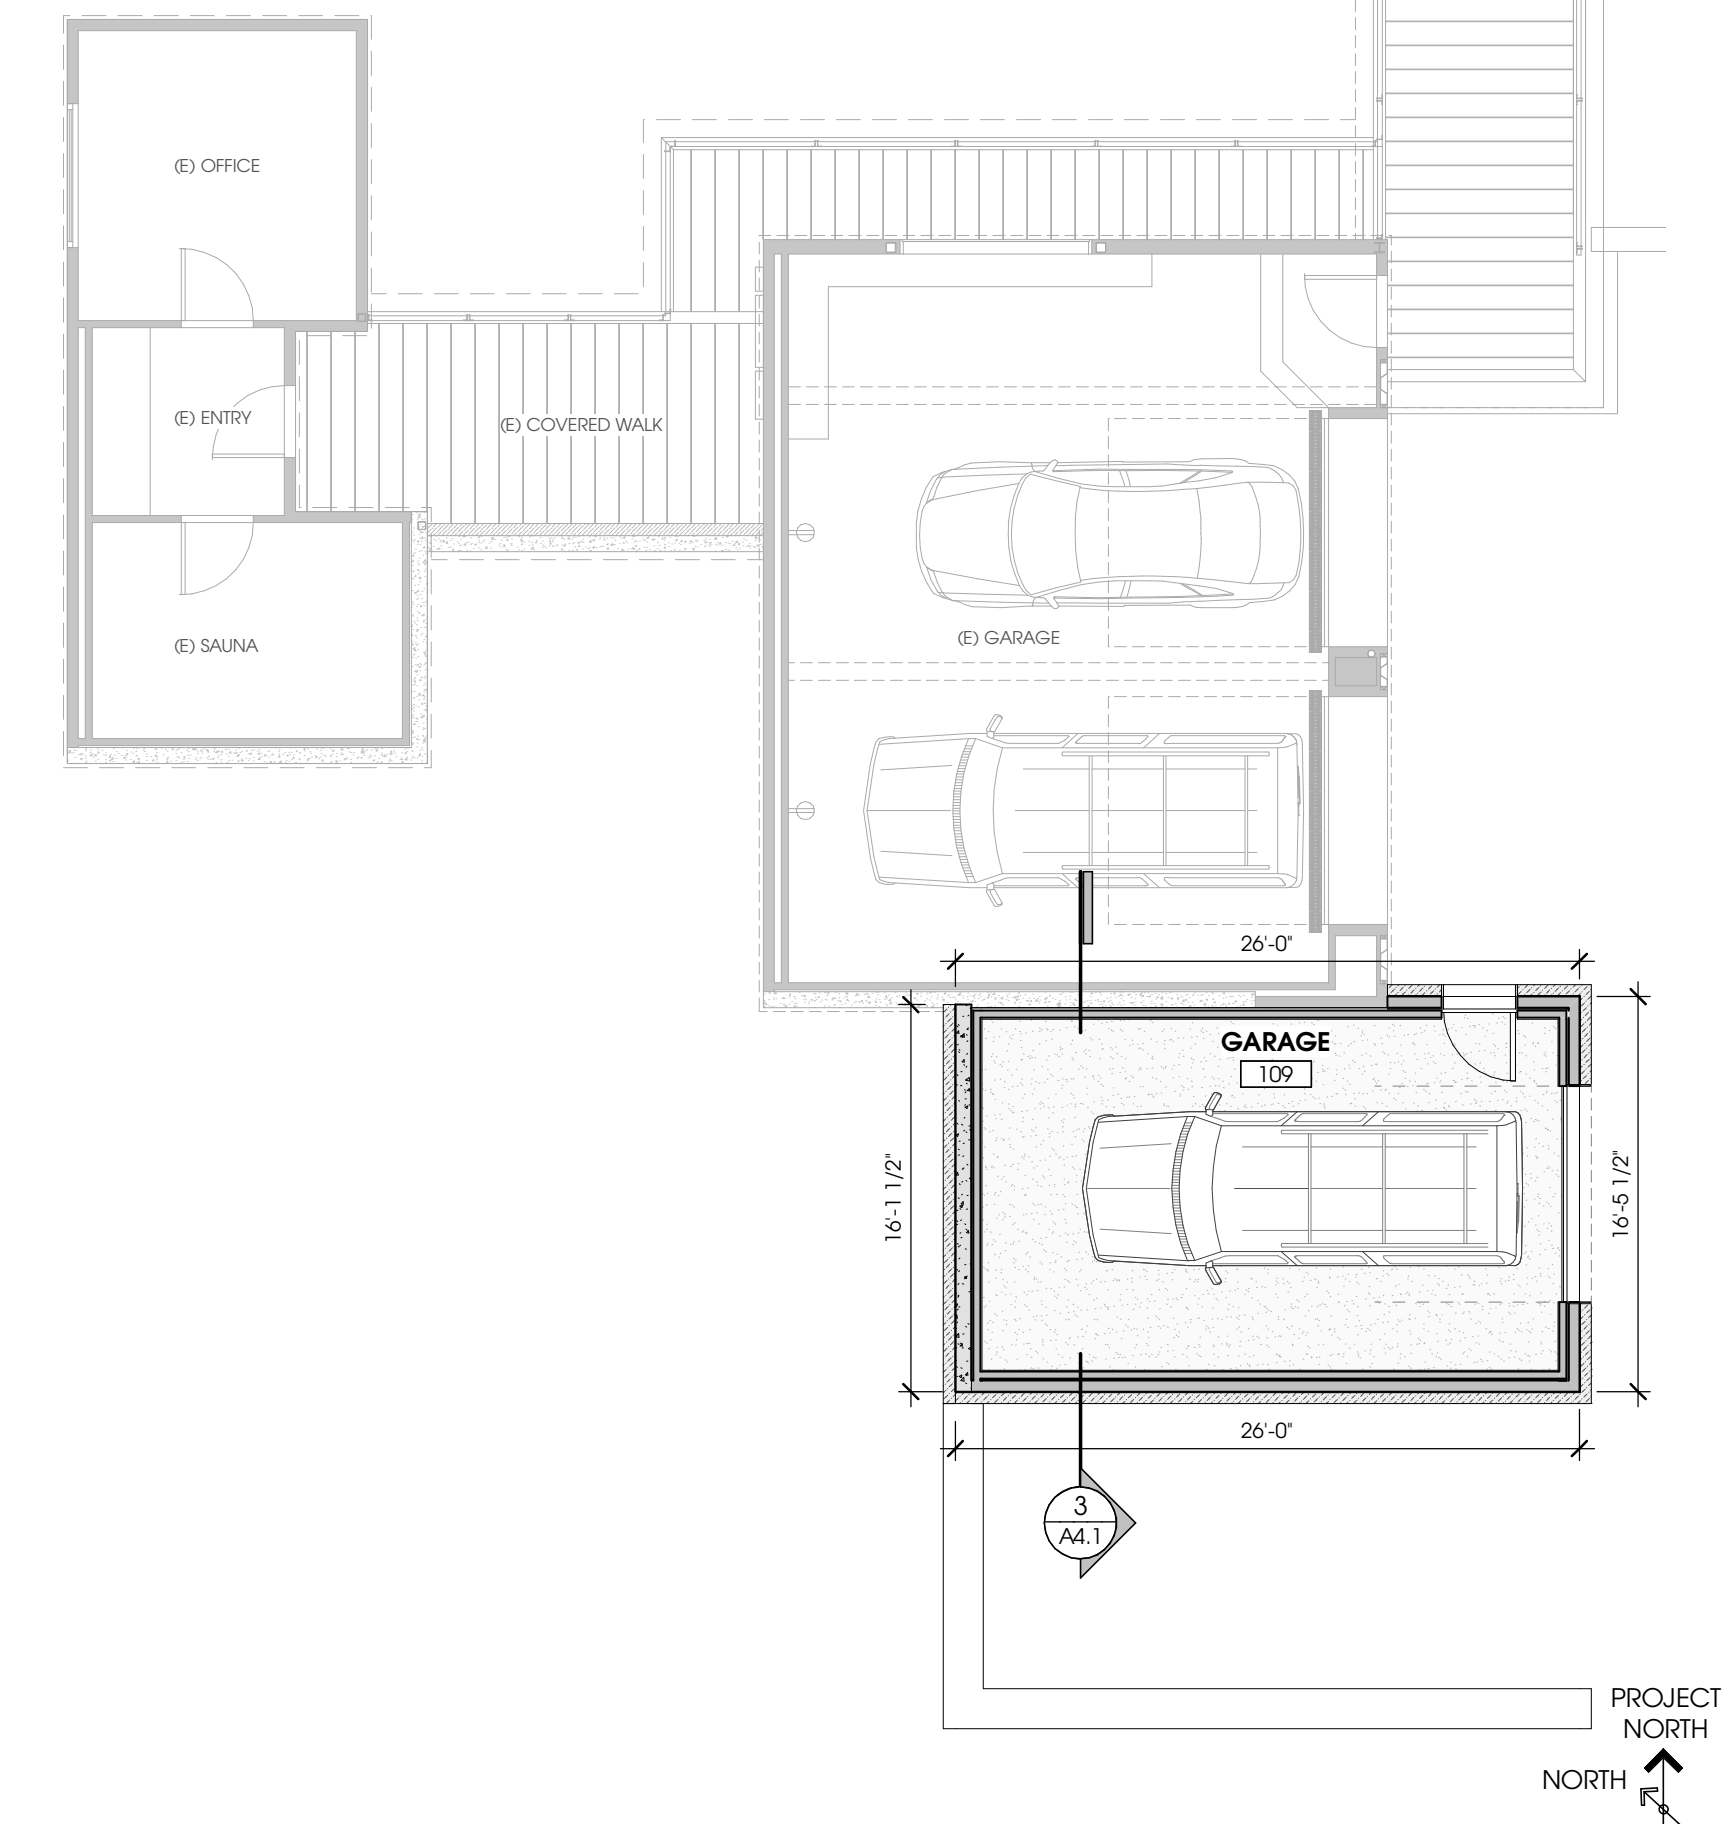 (E) OFFICE
(E) ENTRY
(E) COVERED WALK
(E) GARAGE
(E) SAUNA
26'-0"
GARAGE
109
16'-1 1/2"
16'-5 1/2"
26'-0"
3
A4.1
PROJECT
NORTH
NORTH